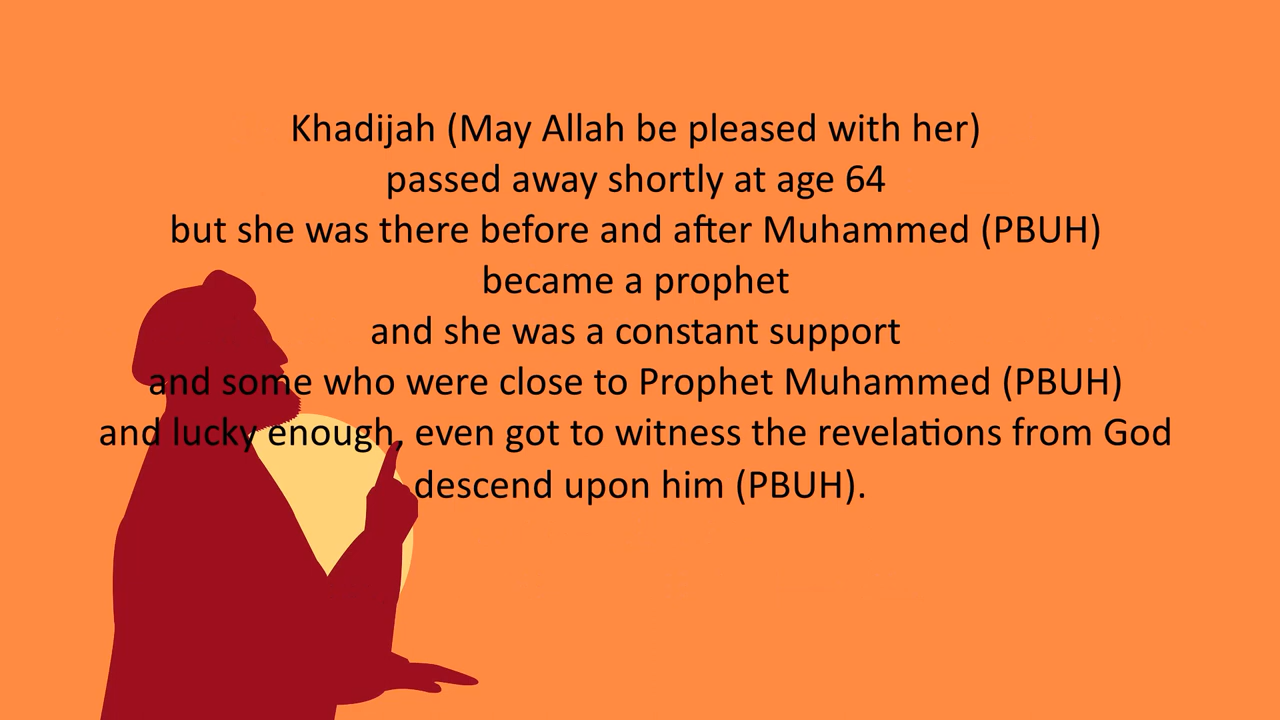 Khadijah (May Allah be pleased with her)
passed away shortly at age 64
but she was there before and after Muhammed (PBUH)
became a prophet
and she was a constant support
and some who were close to Prophet Muhammed (PBUH)
and lucky enough, even got to witness the revelations from God
descend upon him (PBUH).